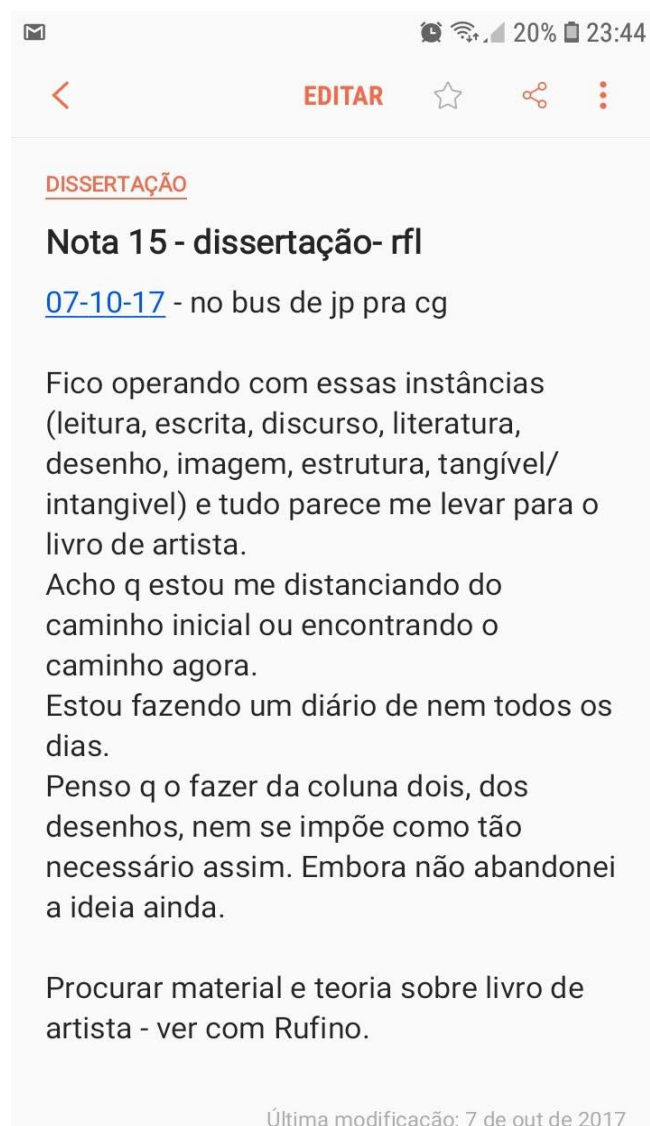 20% 23:44
EDITAR
DISSERTAÇÃO
Nota 15 - dissertação- rfl
07-10-17 - no bus de jp pra cg
Fico operando com essas instâncias
(leitura, escrita, discurso, literatura,
desenho, imagem, estrutura, tangível/
intangivel) e tudo parece me levar para o
livro de artista.
Acho q estou me distanciando do
caminho inicial ou encontrando o
caminho agora.
Estou fazendo um diário de nem todos os
dias.
Penso q o fazer da coluna dois, dos
desenhos, nem se impõe como tão
necessário assim. Embora não abandonei
a ideia ainda.
Procurar material e teoria sobre livro de
artista - ver com Rufino.
Última modificação: 7 de out de 2017